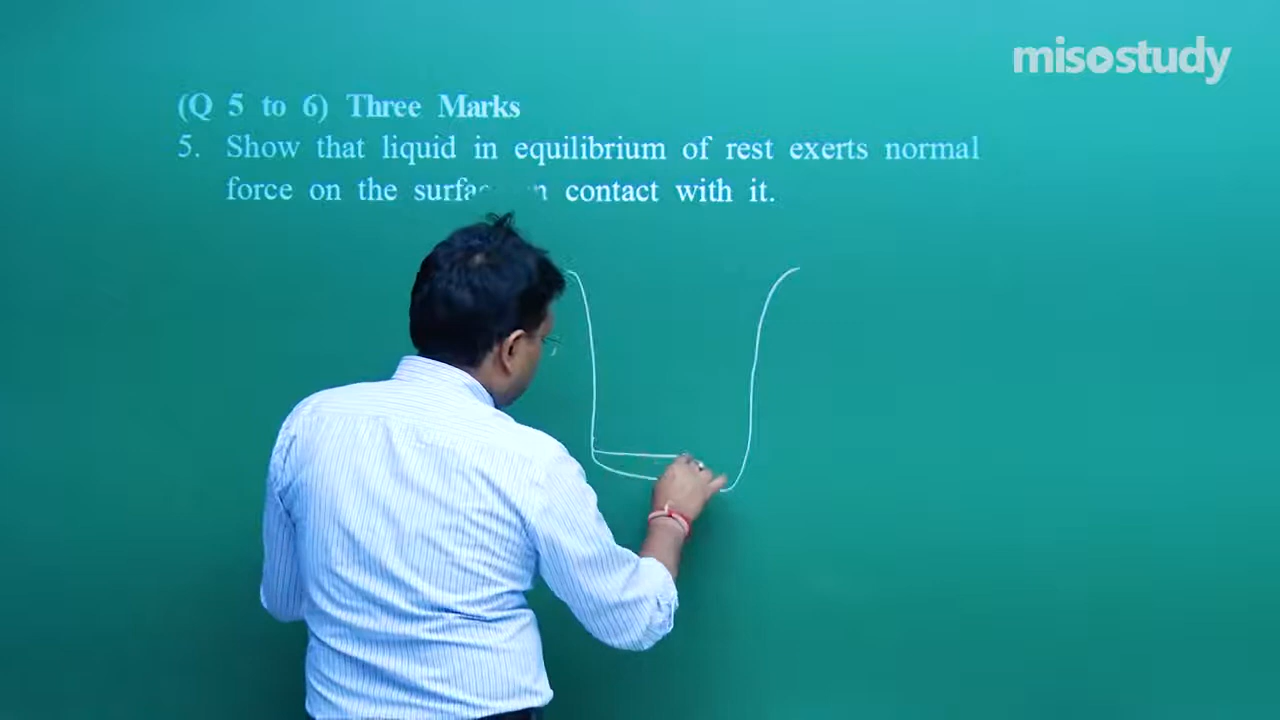 misostudy
(Q 5 to 6) Three Marks
5. Show that liquid in equilibrium of rest exerts normal
force on the contact with it.